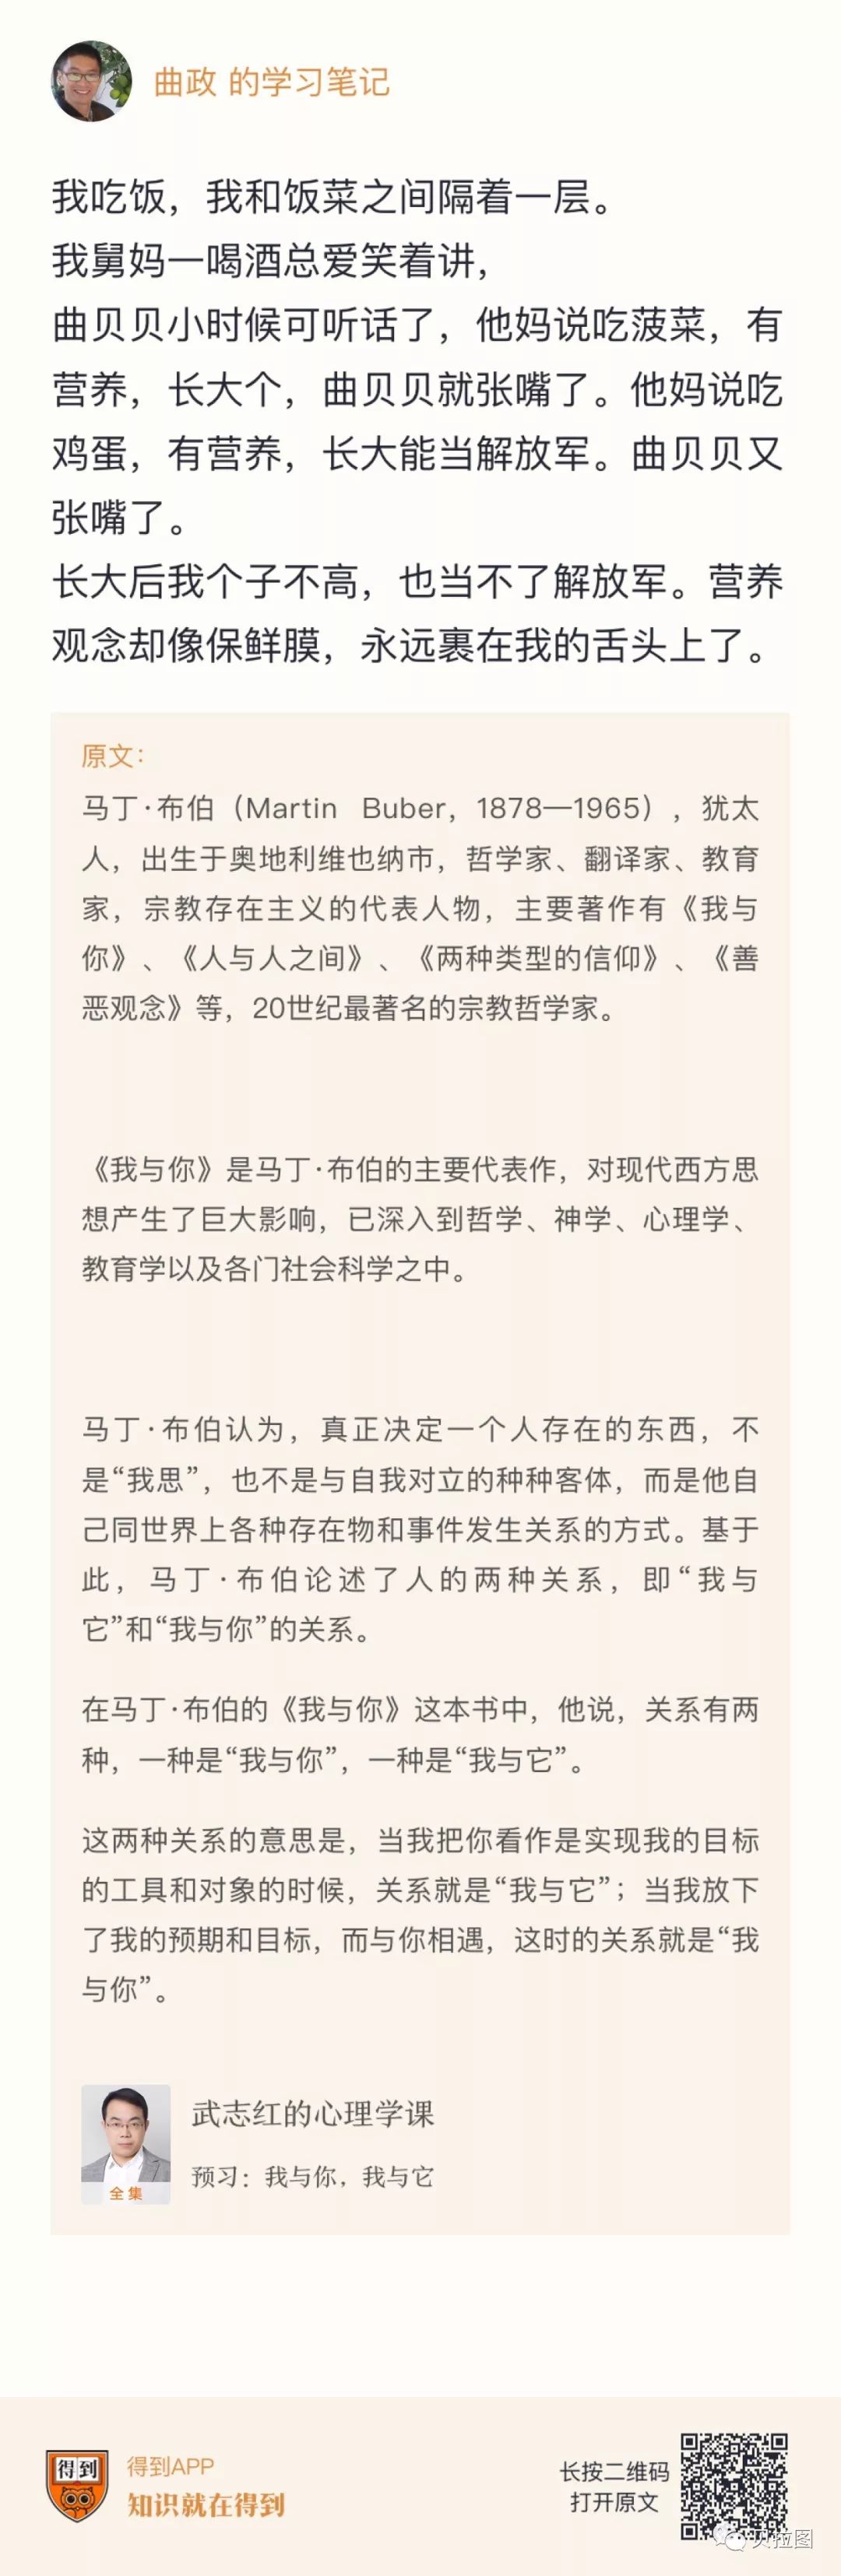 曲政 的学习笔记
我吃饭，我和饭菜之间隔着一层。
我舅妈一喝酒总爱笑着讲，
曲贝贝小时候可听话了，他妈说吃菠菜，有
营养，长大个，曲贝贝就张嘴了。他妈说吃
鸡蛋，有营养，长大能当解放军。曲贝贝又
张嘴了。
长大后我个子不高，也当不了解放军。营养
观念却像保鲜膜，永远裹在我的舌头上了。
原文：
马丁·布伯（Martin Buber，1878—1965），犹太
人，出生于奥地利维也纳市，哲学家、翻译家、教育
家，宗教存在主义的代表人物，主要著作有《我与
你》、《人与人之间》、《两种类型的信仰》、《善
恶观念》等，20世纪最著名的宗教哲学家。
《我与你》是马丁·布伯的主要代表作，对现代西方思
想产生了巨大影响，已深入到哲学、神学、心理学、
教育学以及各门社会科学之中。
马丁·布伯认为，真正决定一个人存在的东西，不
是“我思”，也不是与自我对立的种种客体，而是他自
己同世界上各种存在物和事件发生关系的方式。基于
此，马丁·布伯论述了人的两种关系，即“我与
它”和“我与你”的关系。
在马丁·布伯的《我与你》这本书中，他说，关系有两
种，一种是“我与你”，一种是“我与它”。
这两种关系的意思是，当我把你看作是实现我的目标
的工具和对象的时候，关系就是“我与它”；当我放下
了我的预期和目标，而与你相遇，这时的关系就是“我
与你”。
武志红的心理学课
预习：我与你，我与它
全集
得到
得到APP
知识就在得到
长按二维码
打开原文
贝拉图